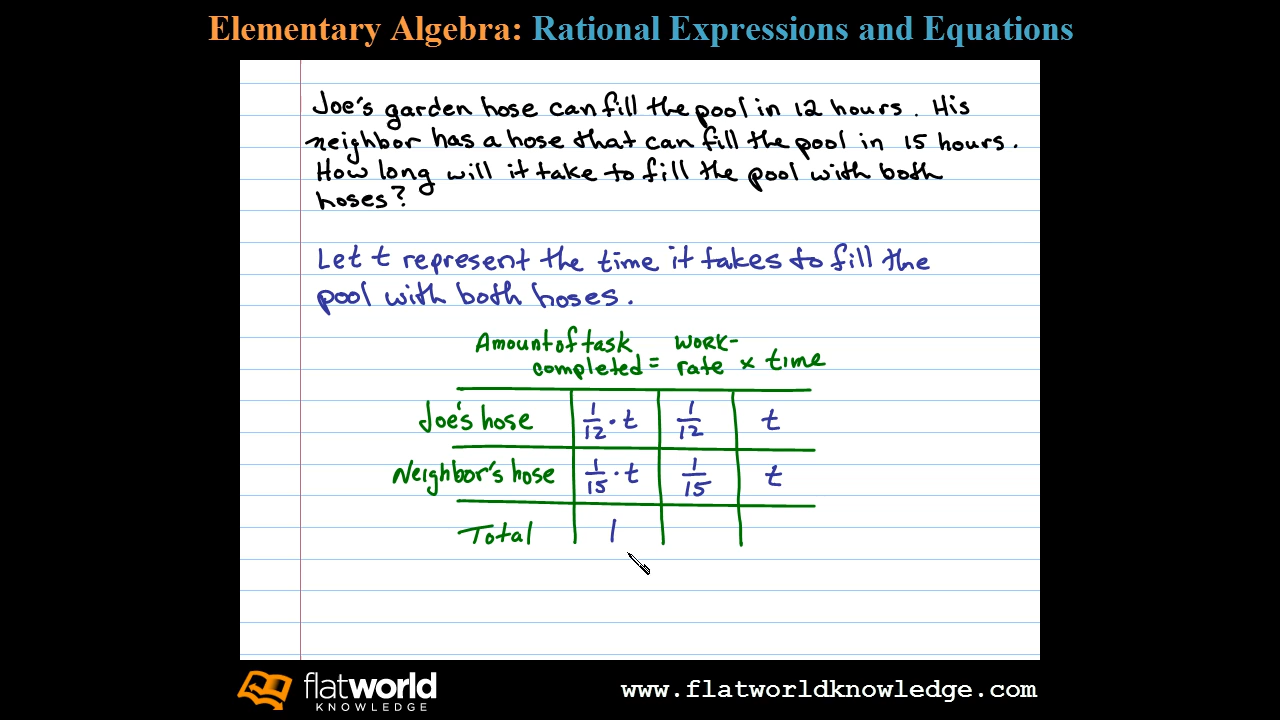 Elementary Algebra: Rational Expressions and Equations
Joe's garden hose can fill the pool in 12 hours. His
neighbor has a hose that can fill the pool in 15 hours.
How long will it take to fill the pool with both
hoses?
Let t represent the time it takes to fill the
pool with both hoses.
Amount of task completed = work-rate × time
Joe's hose 1/12 · t 1/12 t
Neighbor's hose 1/15 · t 1/15 t
Total 1
flatworld
KNOWLEDGE
www.flatworldknowledge.com